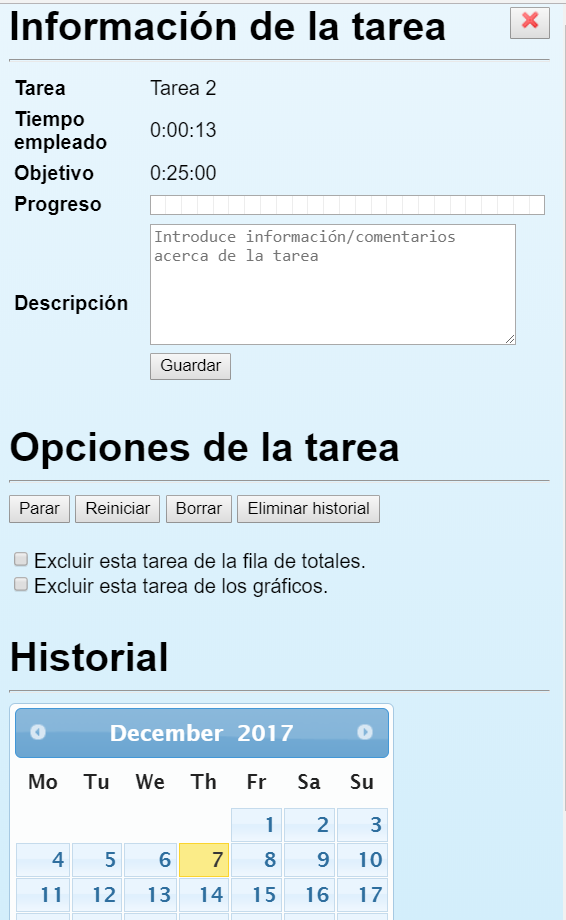 Información de la tarea
Tarea Tarea 2
Tiempo empleado 0:00:13
Objetivo 0:25:00
Progreso
Descripción
Introduce información/comentarios
acerca de la tarea
Guardar
Opciones de la tarea
Parar Reiniciar Borrar Eliminar historial
Excluir esta tarea de la fila de totales.
Excluir esta tarea de los gráficos.
Historial
December 2017
Mo Tu We Th Fr Sa Su
1 2 3
4 5 6 7 8 9 10
11 12 13 14 15 16 17